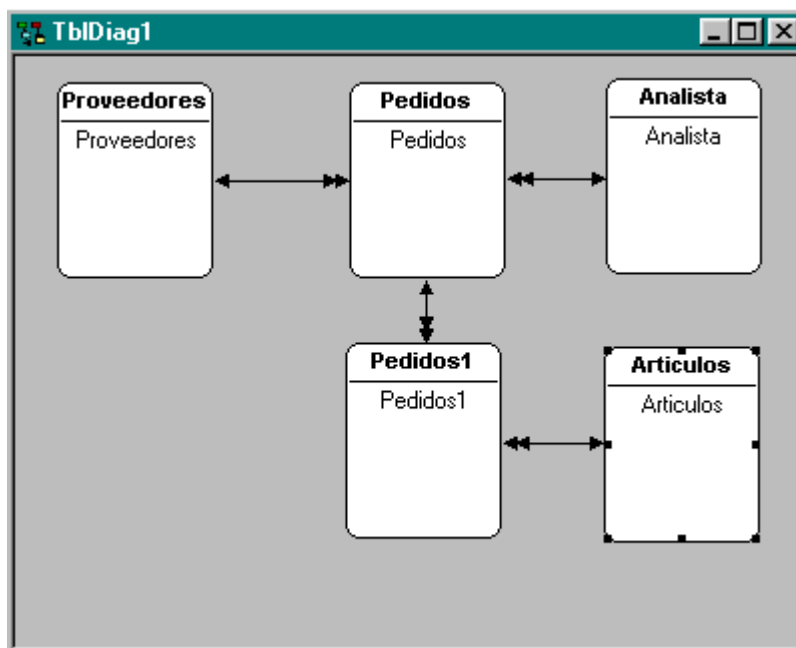 TblDiag1
Proveedores
Proveedores
Pedidos
Pedidos
Analista
Analista
Pedidos1
Pedidos1
Articulos
Articulos